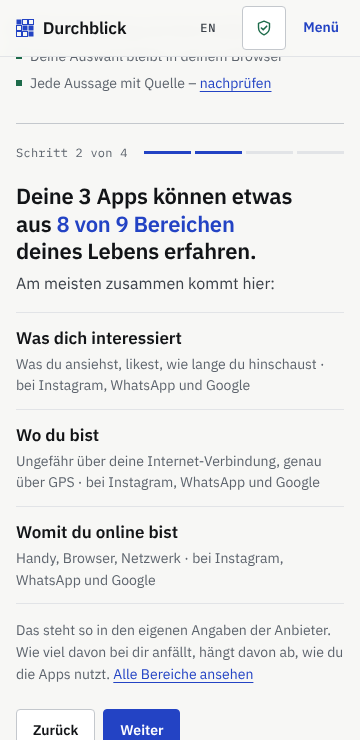 Durchblick
EN
Menü
Deine Auswahl bleibt in deinem Browser
Jede Aussage mit Quelle – nachprüfen
Schritt 2 von 4
Deine 3 Apps können etwas
aus 8 von 9 Bereichen
deines Lebens erfahren.
Am meisten zusammen kommt hier:
Was dich interessiert
Was du ansiehst, likest, wie lange du hinschaust ·
bei Instagram, WhatsApp und Google
Wo du bist
Ungefähr über deine Internet-Verbindung, genau
über GPS · bei Instagram, WhatsApp und Google
Womit du online bist
Handy, Browser, Netzwerk · bei Instagram,
WhatsApp und Google
Das steht so in den eigenen Angaben der Anbieter.
Wie viel davon bei dir anfällt, hängt davon ab, wie du
die Apps nutzt. Alle Bereiche ansehen
Zurück
Weiter